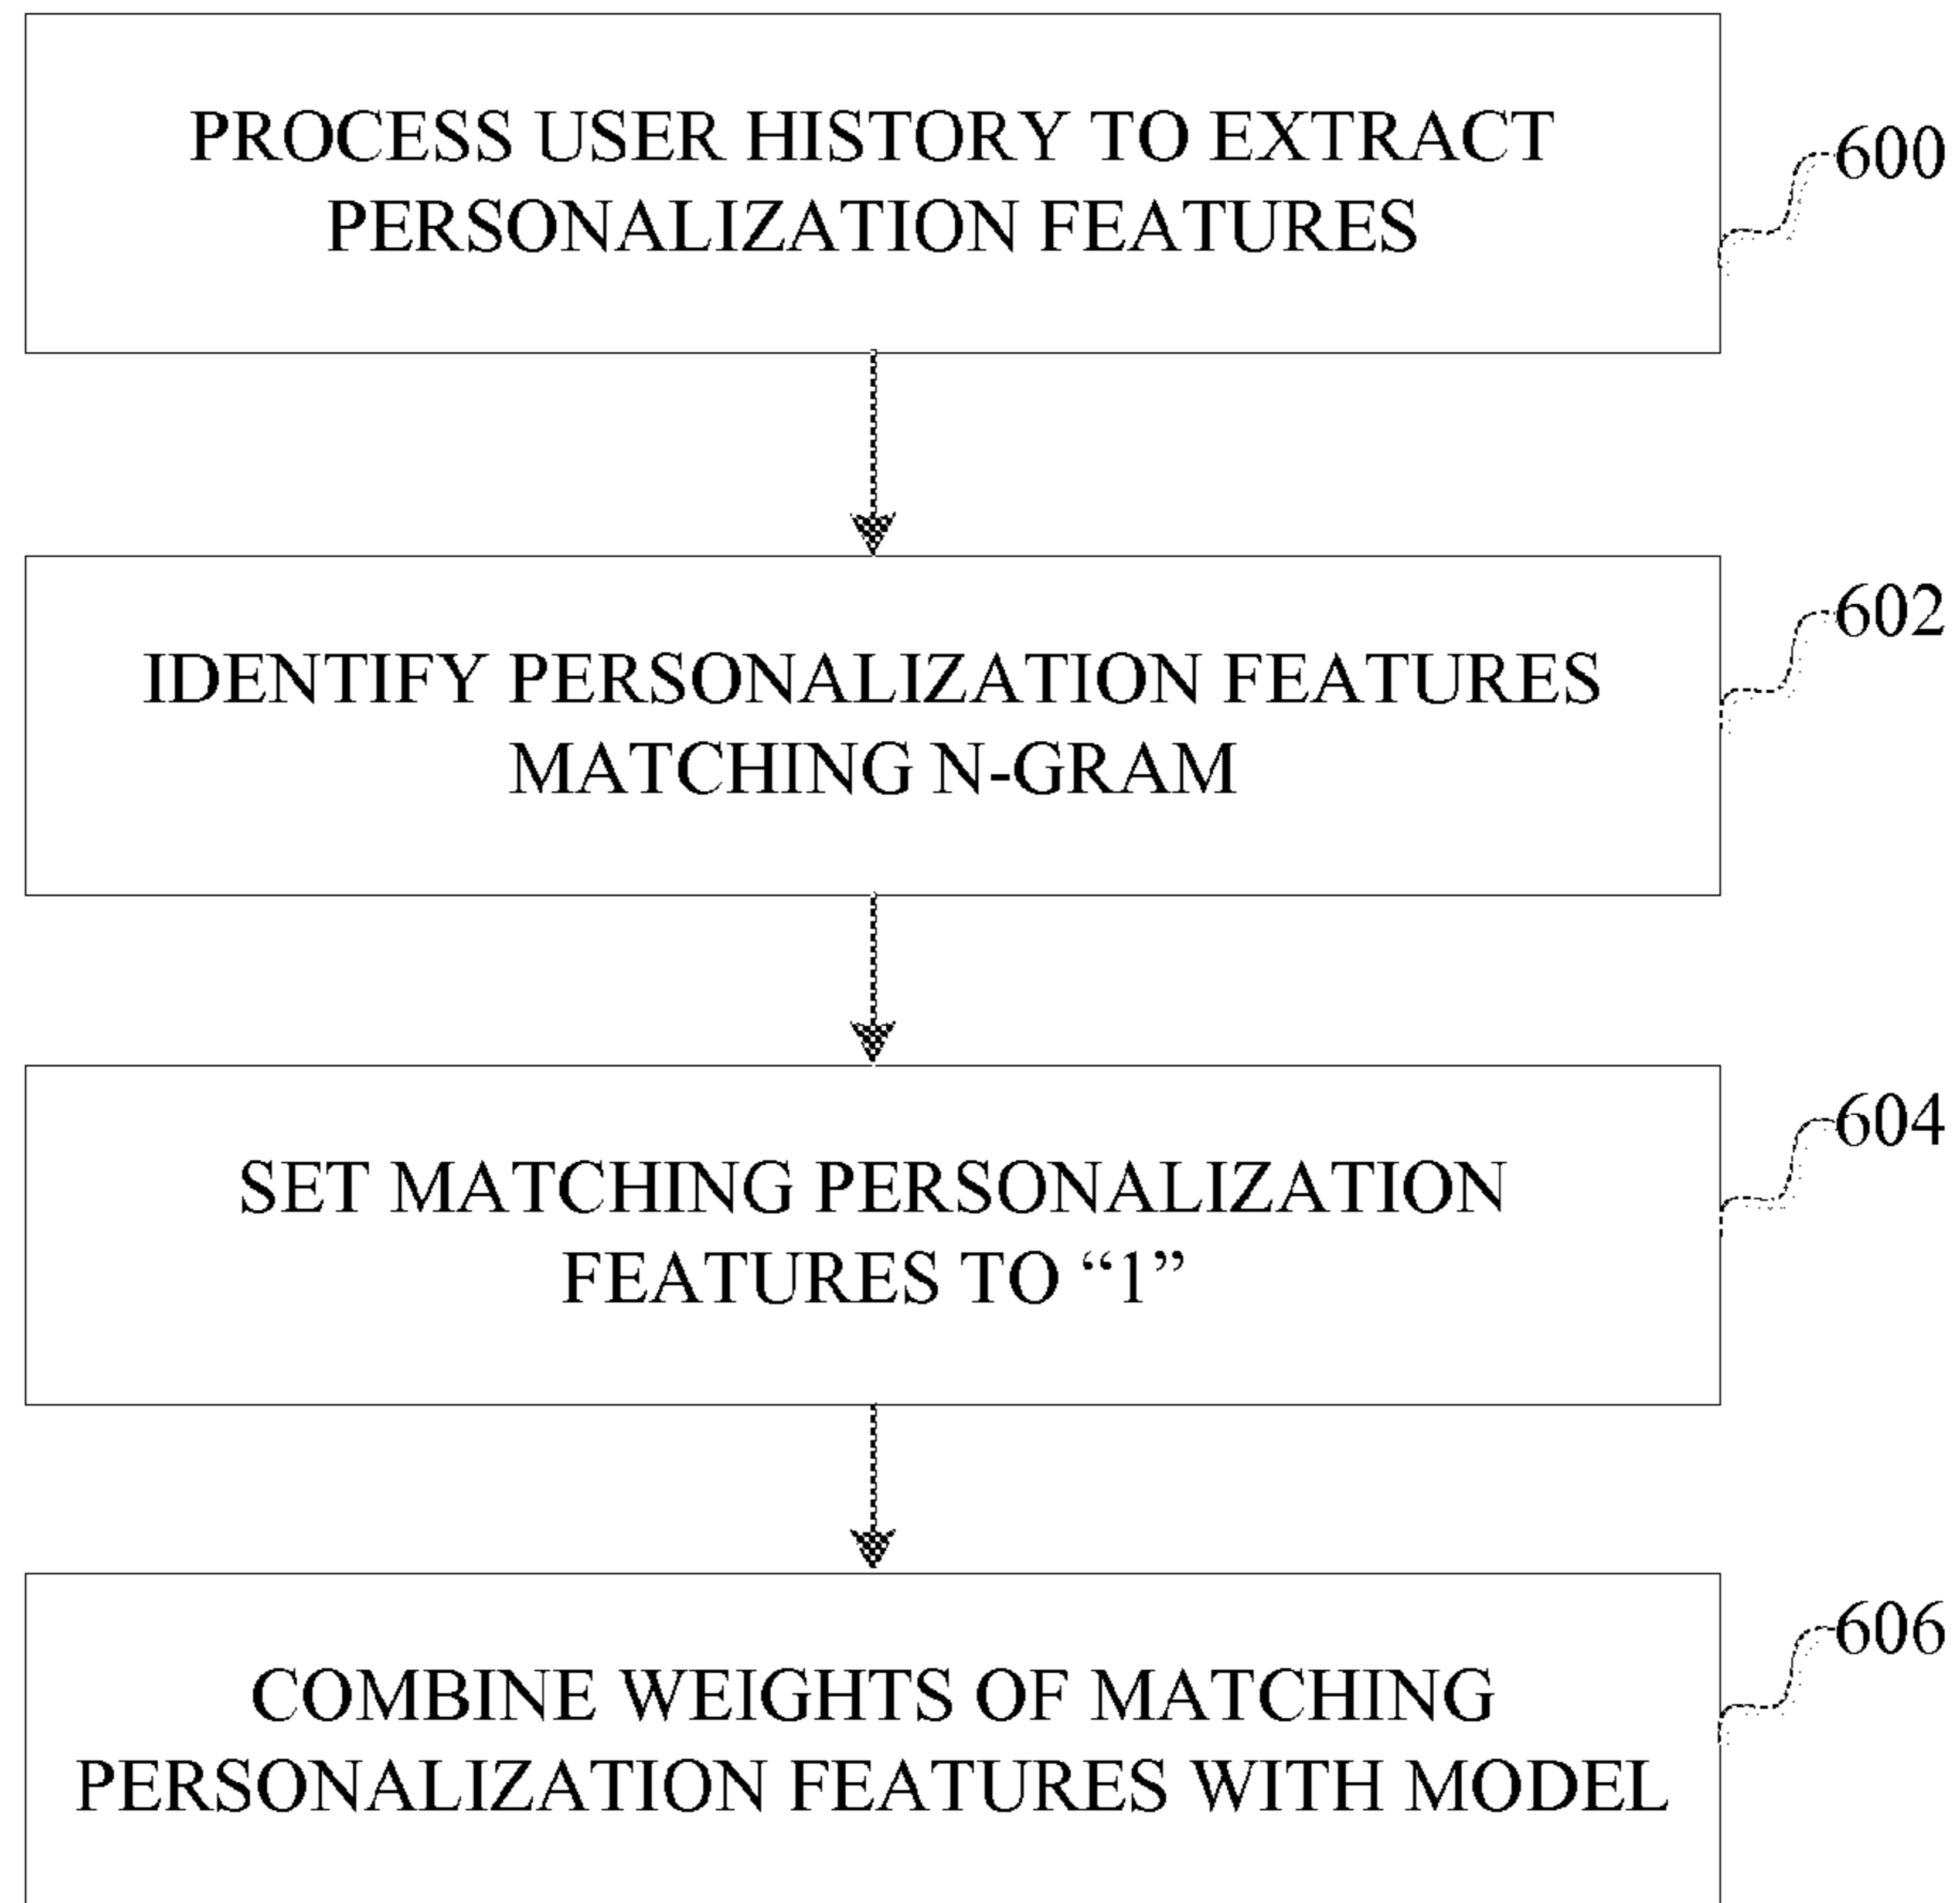 PROCESS USER HISTORY TO EXTRACT
PERSONALIZATION FEATURES
600
IDENTIFY PERSONALIZATION FEATURES
MATCHING N-GRAM
602
SET MATCHING PERSONALIZATION
FEATURES TO “1”
604
COMBINE WEIGHTS OF MATCHING
PERSONALIZATION FEATURES WITH MODEL
606